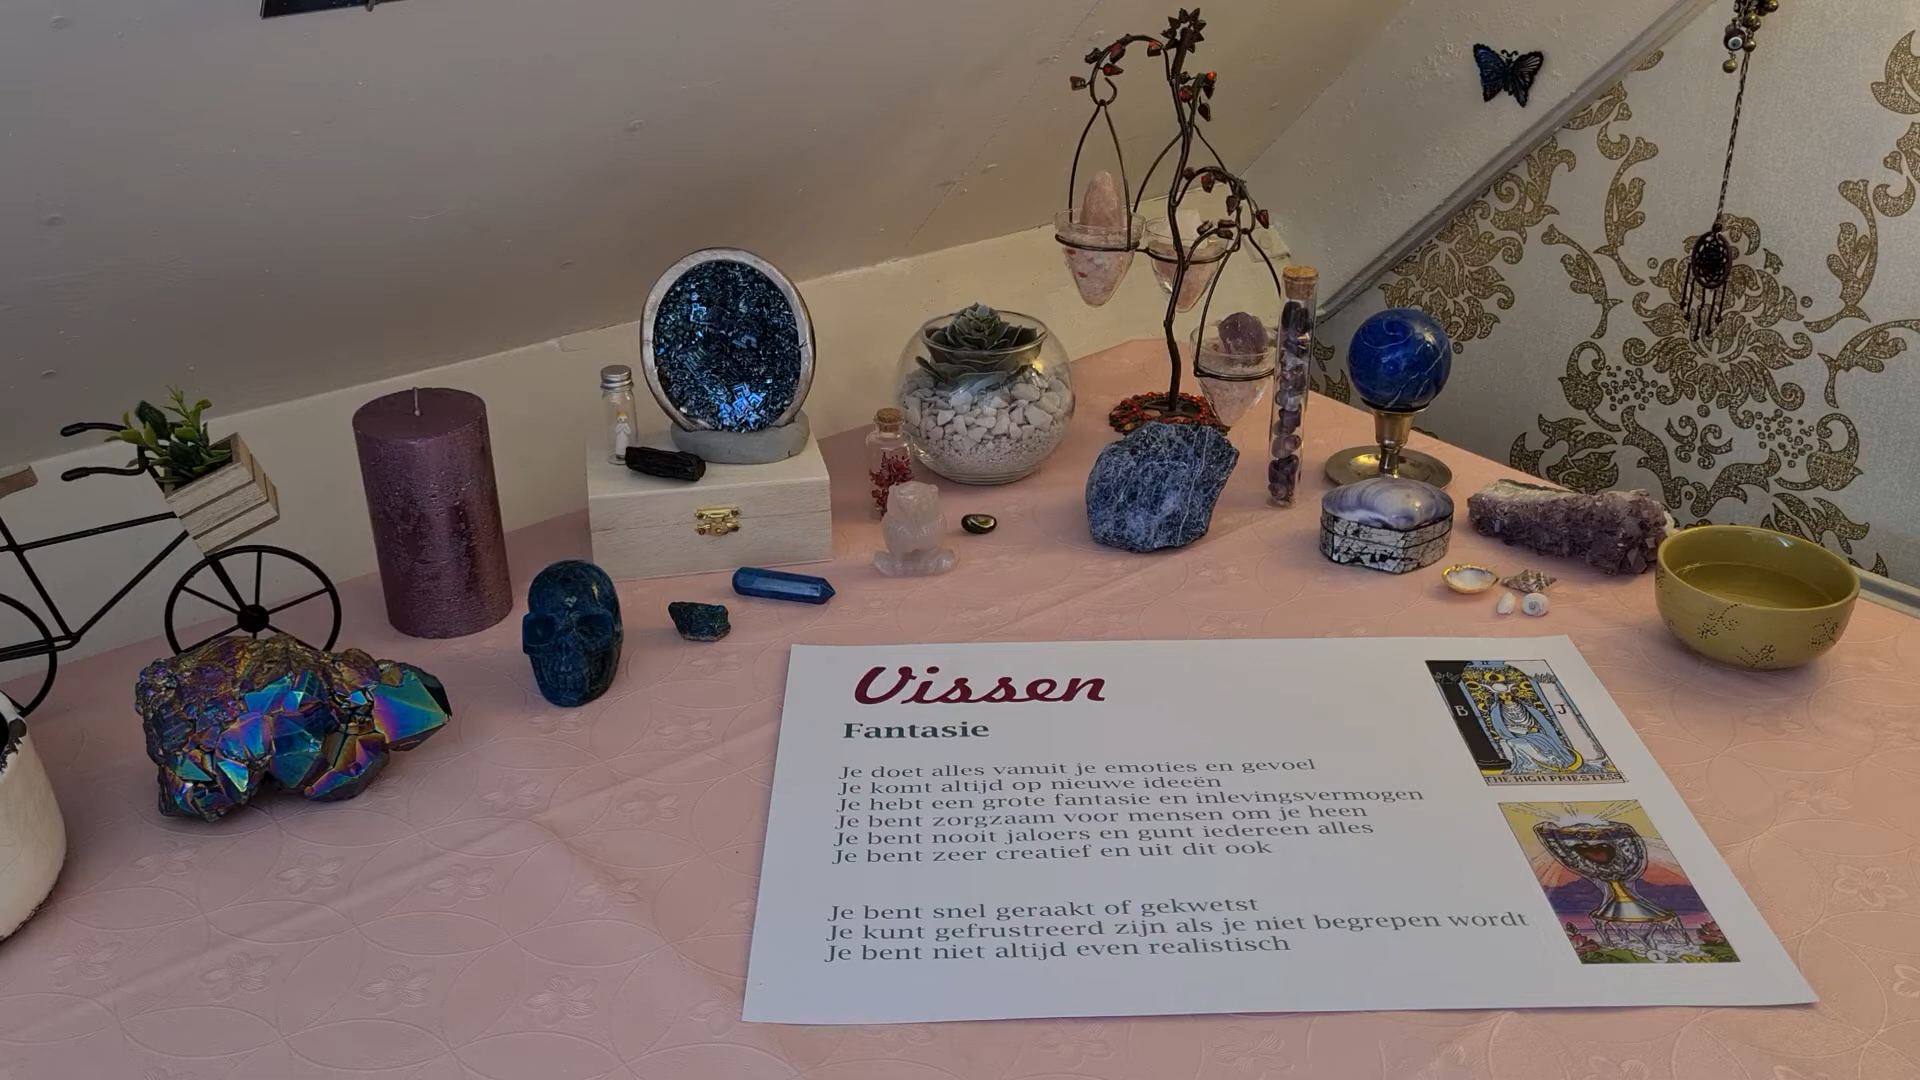 Vissen
Fantasie
Je doet alles vanuit je emoties en gevoel
Je komt altijd op nieuwe ideeën
Je hebt een grote fantasie en inlevingsvermogen
Je bent zorgzaam voor mensen om je heen
Je bent nooit jaloers en gunt iedereen alles
Je bent zeer creatief en uit dit ook
Je bent snel geraakt of gekwetst
Je kunt gefrustreerd zijn als je niet begrepen wordt
Je bent niet altijd even realistisch
II
B J
THE HIGH PRIESTESS
1